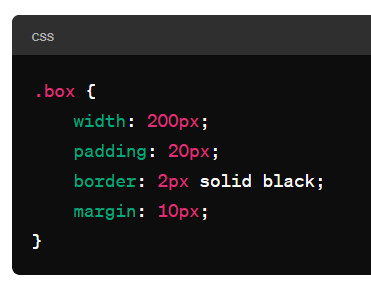 css
.box {
    width: 200px;
    padding: 20px;
    border: 2px solid black;
    margin: 10px;
}